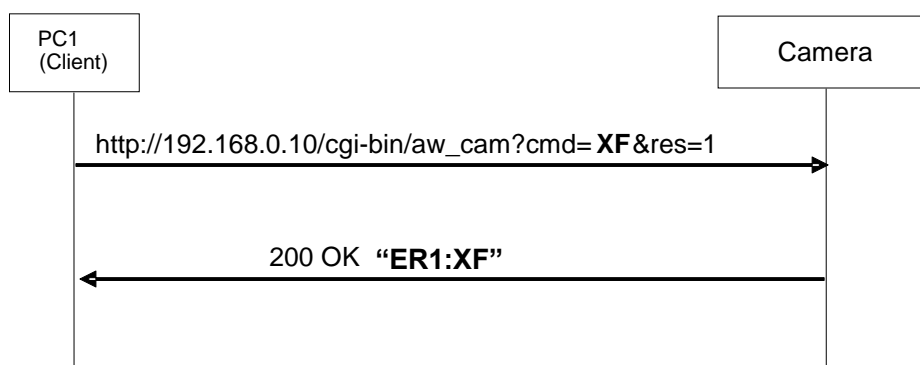 PC1
(Client)
Camera
http://192.168.0.10/cgi-bin/aw_cam?cmd=XF&res=1
200 OK “ER1:XF”